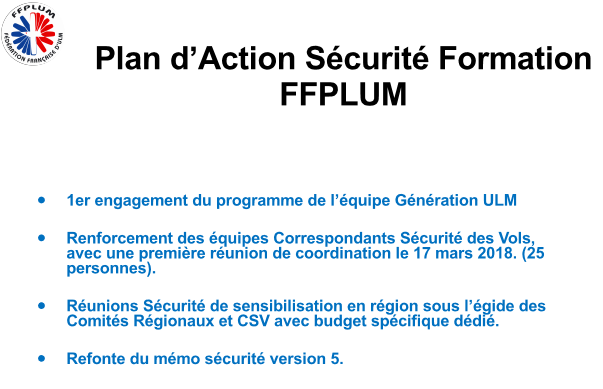 FFPLUM
FÉDÉRATION FRANÇAISE D'ULM
Plan d’Action Sécurité Formation
FFPLUM
• 1er engagement du programme de l’équipe Génération ULM
• Renforcement des équipes Correspondants Sécurité des Vols,
avec une première réunion de coordination le 17 mars 2018. (25
personnes).
• Réunions Sécurité de sensibilisation en région sous l’égide des
Comités Régionaux et CSV avec budget spécifique dédié.
• Refonte du mémo sécurité version 5.